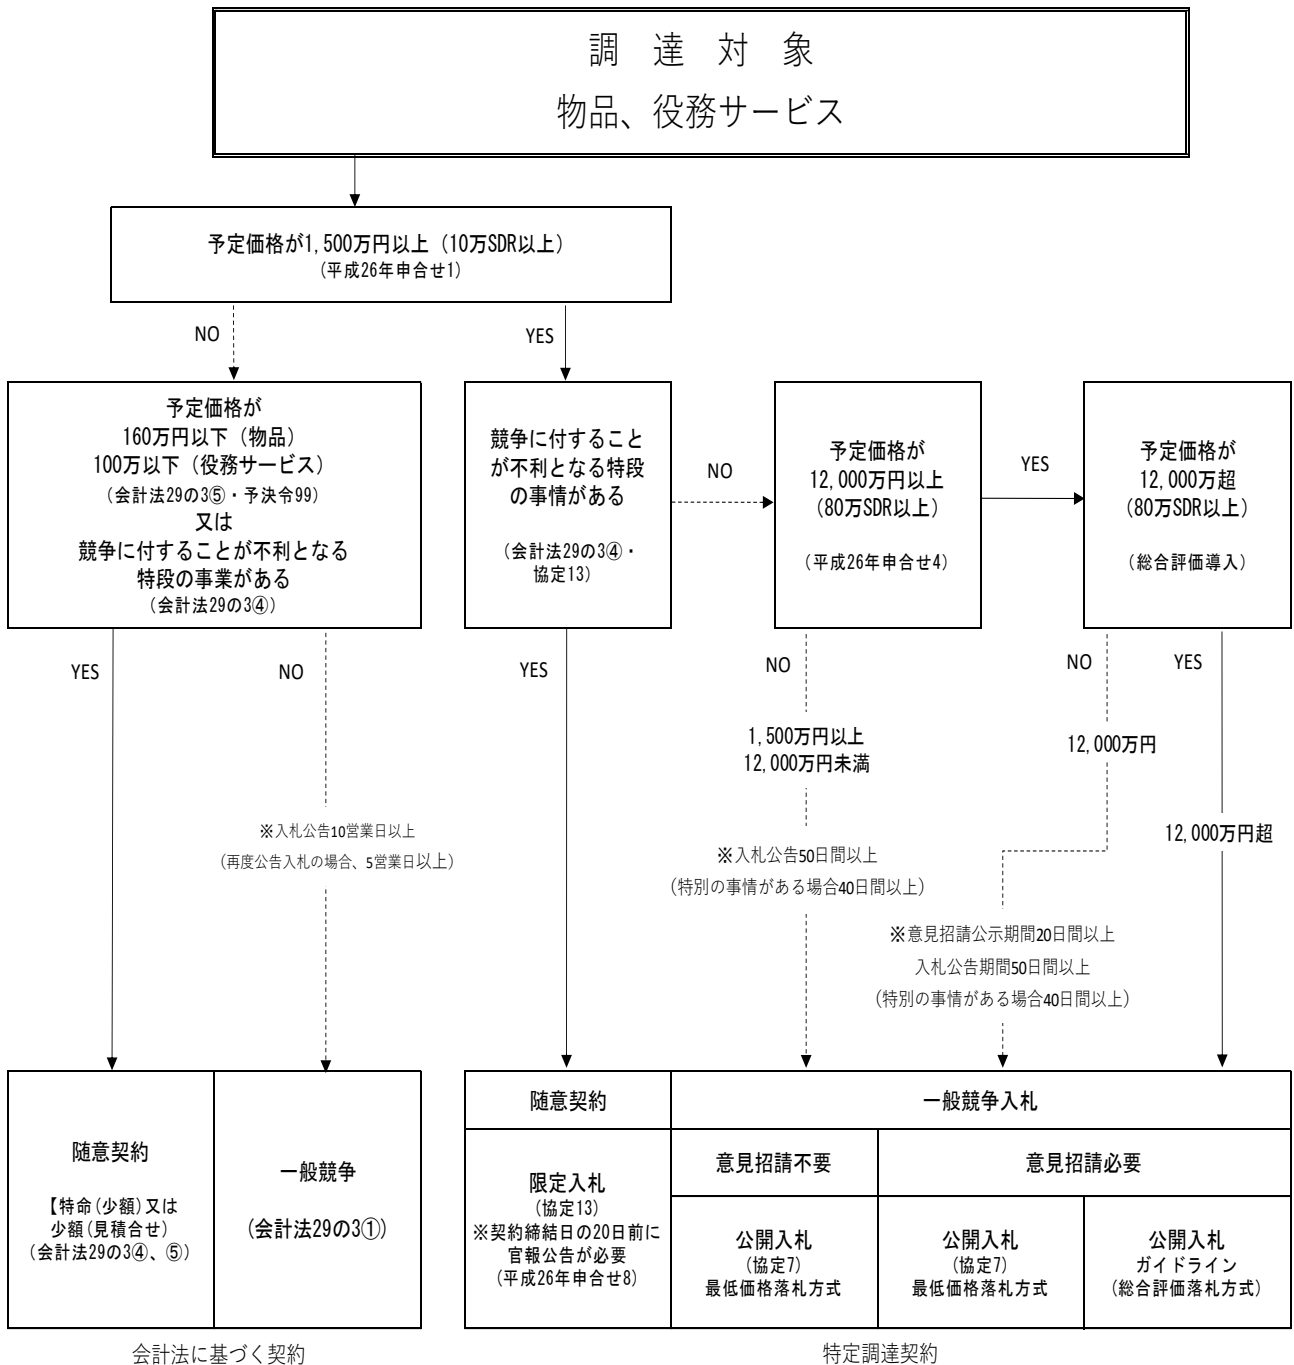 調　達　対　象
物品、役務サービス
予定価格が1,500万円以上（10万SDR以上）
（平成26年申合せ1）
NO
YES
予定価格が
160万円以下（物品）
100万以下（役務サービス）
（会計法29の3⑤・予決令99）
又は
競争に付することが不利となる
特段の事業がある
（会計法29の3④）
競争に付すること
が不利となる特段
の事情がある
（会計法29の3④・
協定13）
NO
予定価格が
12,000万円以上
（80万SDR以上）
（平成26年申合せ4）
YES
予定価格が
12,000万超
（80万SDR以上）
（総合評価導入）
YES
NO
YES
NO
NO
YES
1,500万円以上
12,000万円未満
12,000万円
12,000万円超
※入札公告10営業日以上
（再度公告入札の場合、5営業日以上）
※入札公告50日間以上
（特別の事情がある場合40日間以上）
※意見招請公示期間20日間以上
入札公告期間50日間以上
（特別の事情がある場合40日間以上）
随意契約
【特命(少額)又は
少額(見積合せ)
（会計法29の3④、⑤）
一般競争
（会計法29の3①）
随意契約
一般競争入札
限定入札
（協定13）
※契約締結日の20日前に
官報公告が必要
（平成26年申合せ8）
意見招請不要
意見招請必要
公開入札
（協定7）
最低価格落札方式
公開入札
（協定7）
最低価格落札方式
公開入札
ガイドライン
（総合評価落札方式）
会計法に基づく契約
特定調達契約